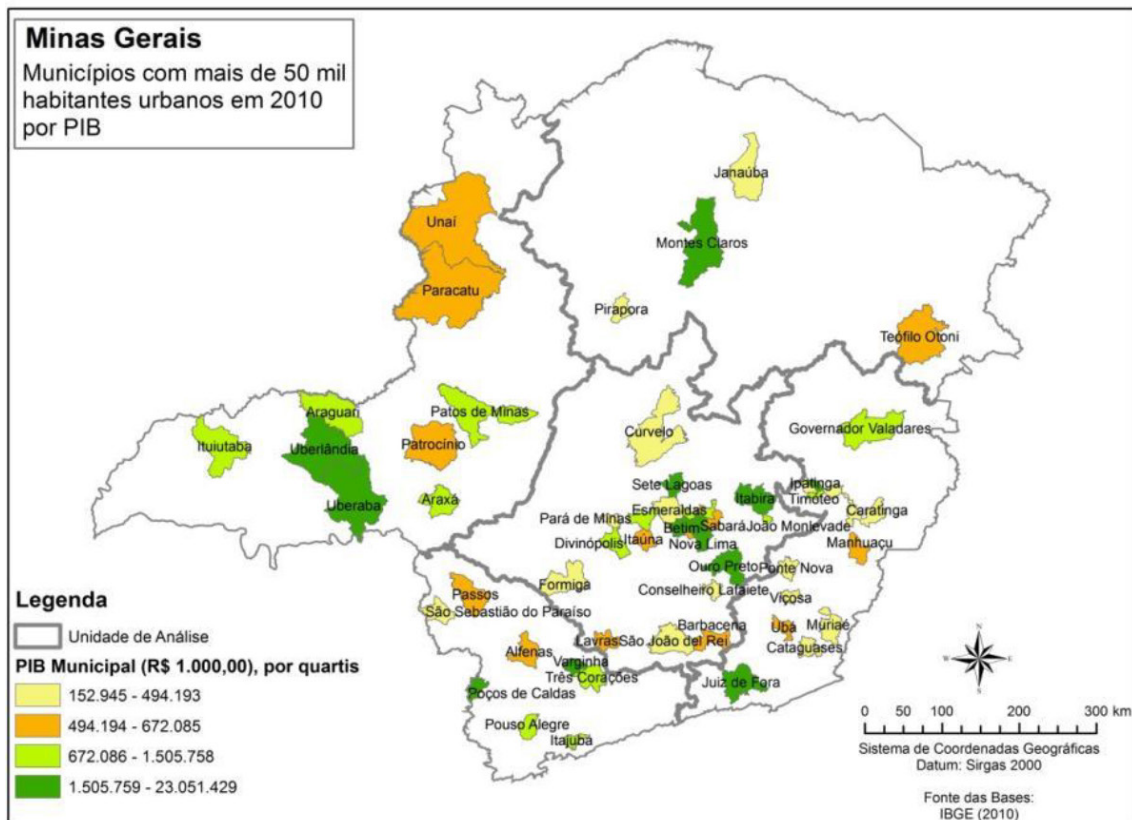 Minas Gerais
Municípios com mais de 50 mil
habitantes urbanos em 2010
por PIB
Janaúba
Unaí
Montes Claros
Paracatu
Pirapora
Teófilo Otoni
Araguari
Patos de Minas
Ituiutaba
Uberlândia
Patrocínio
Curvelo
Governador Valadares
Uberaba
Araxá
Sete Lagoas
Itabira
Ipatinga
Timóteo
Esmeraldas
Caratinga
Pará de Minas
Betim
Sabará
João Monlevade
Divinópolis
Itaúna
Nova Lima
Manhuaçu
Ouro Preto
Ponte Nova
Formiga
Conselheiro Lafaiete
Passos
Viçosa
São Sebastião do Paraíso
Barbacena
Ubá
Muriaé
Lavras
São João del Rei
Cataguases
Alfenas
Varginha
Três Corações
Juiz de Fora
Poços de Caldas
Pouso Alegre
Itajuba
Legenda
Unidade de Análise
PIB Municipal (R$ 1.000,00), por quartis
152.945 - 494.193
494.194 - 672.085
672.086 - 1.505.758
1.505.759 - 23.051.429
N
W E
S
0 50 100 200 300 km
Sistema de Coordenadas Geográficas
Datum: Sirgas 2000
Fonte das Bases:
IBGE (2010)